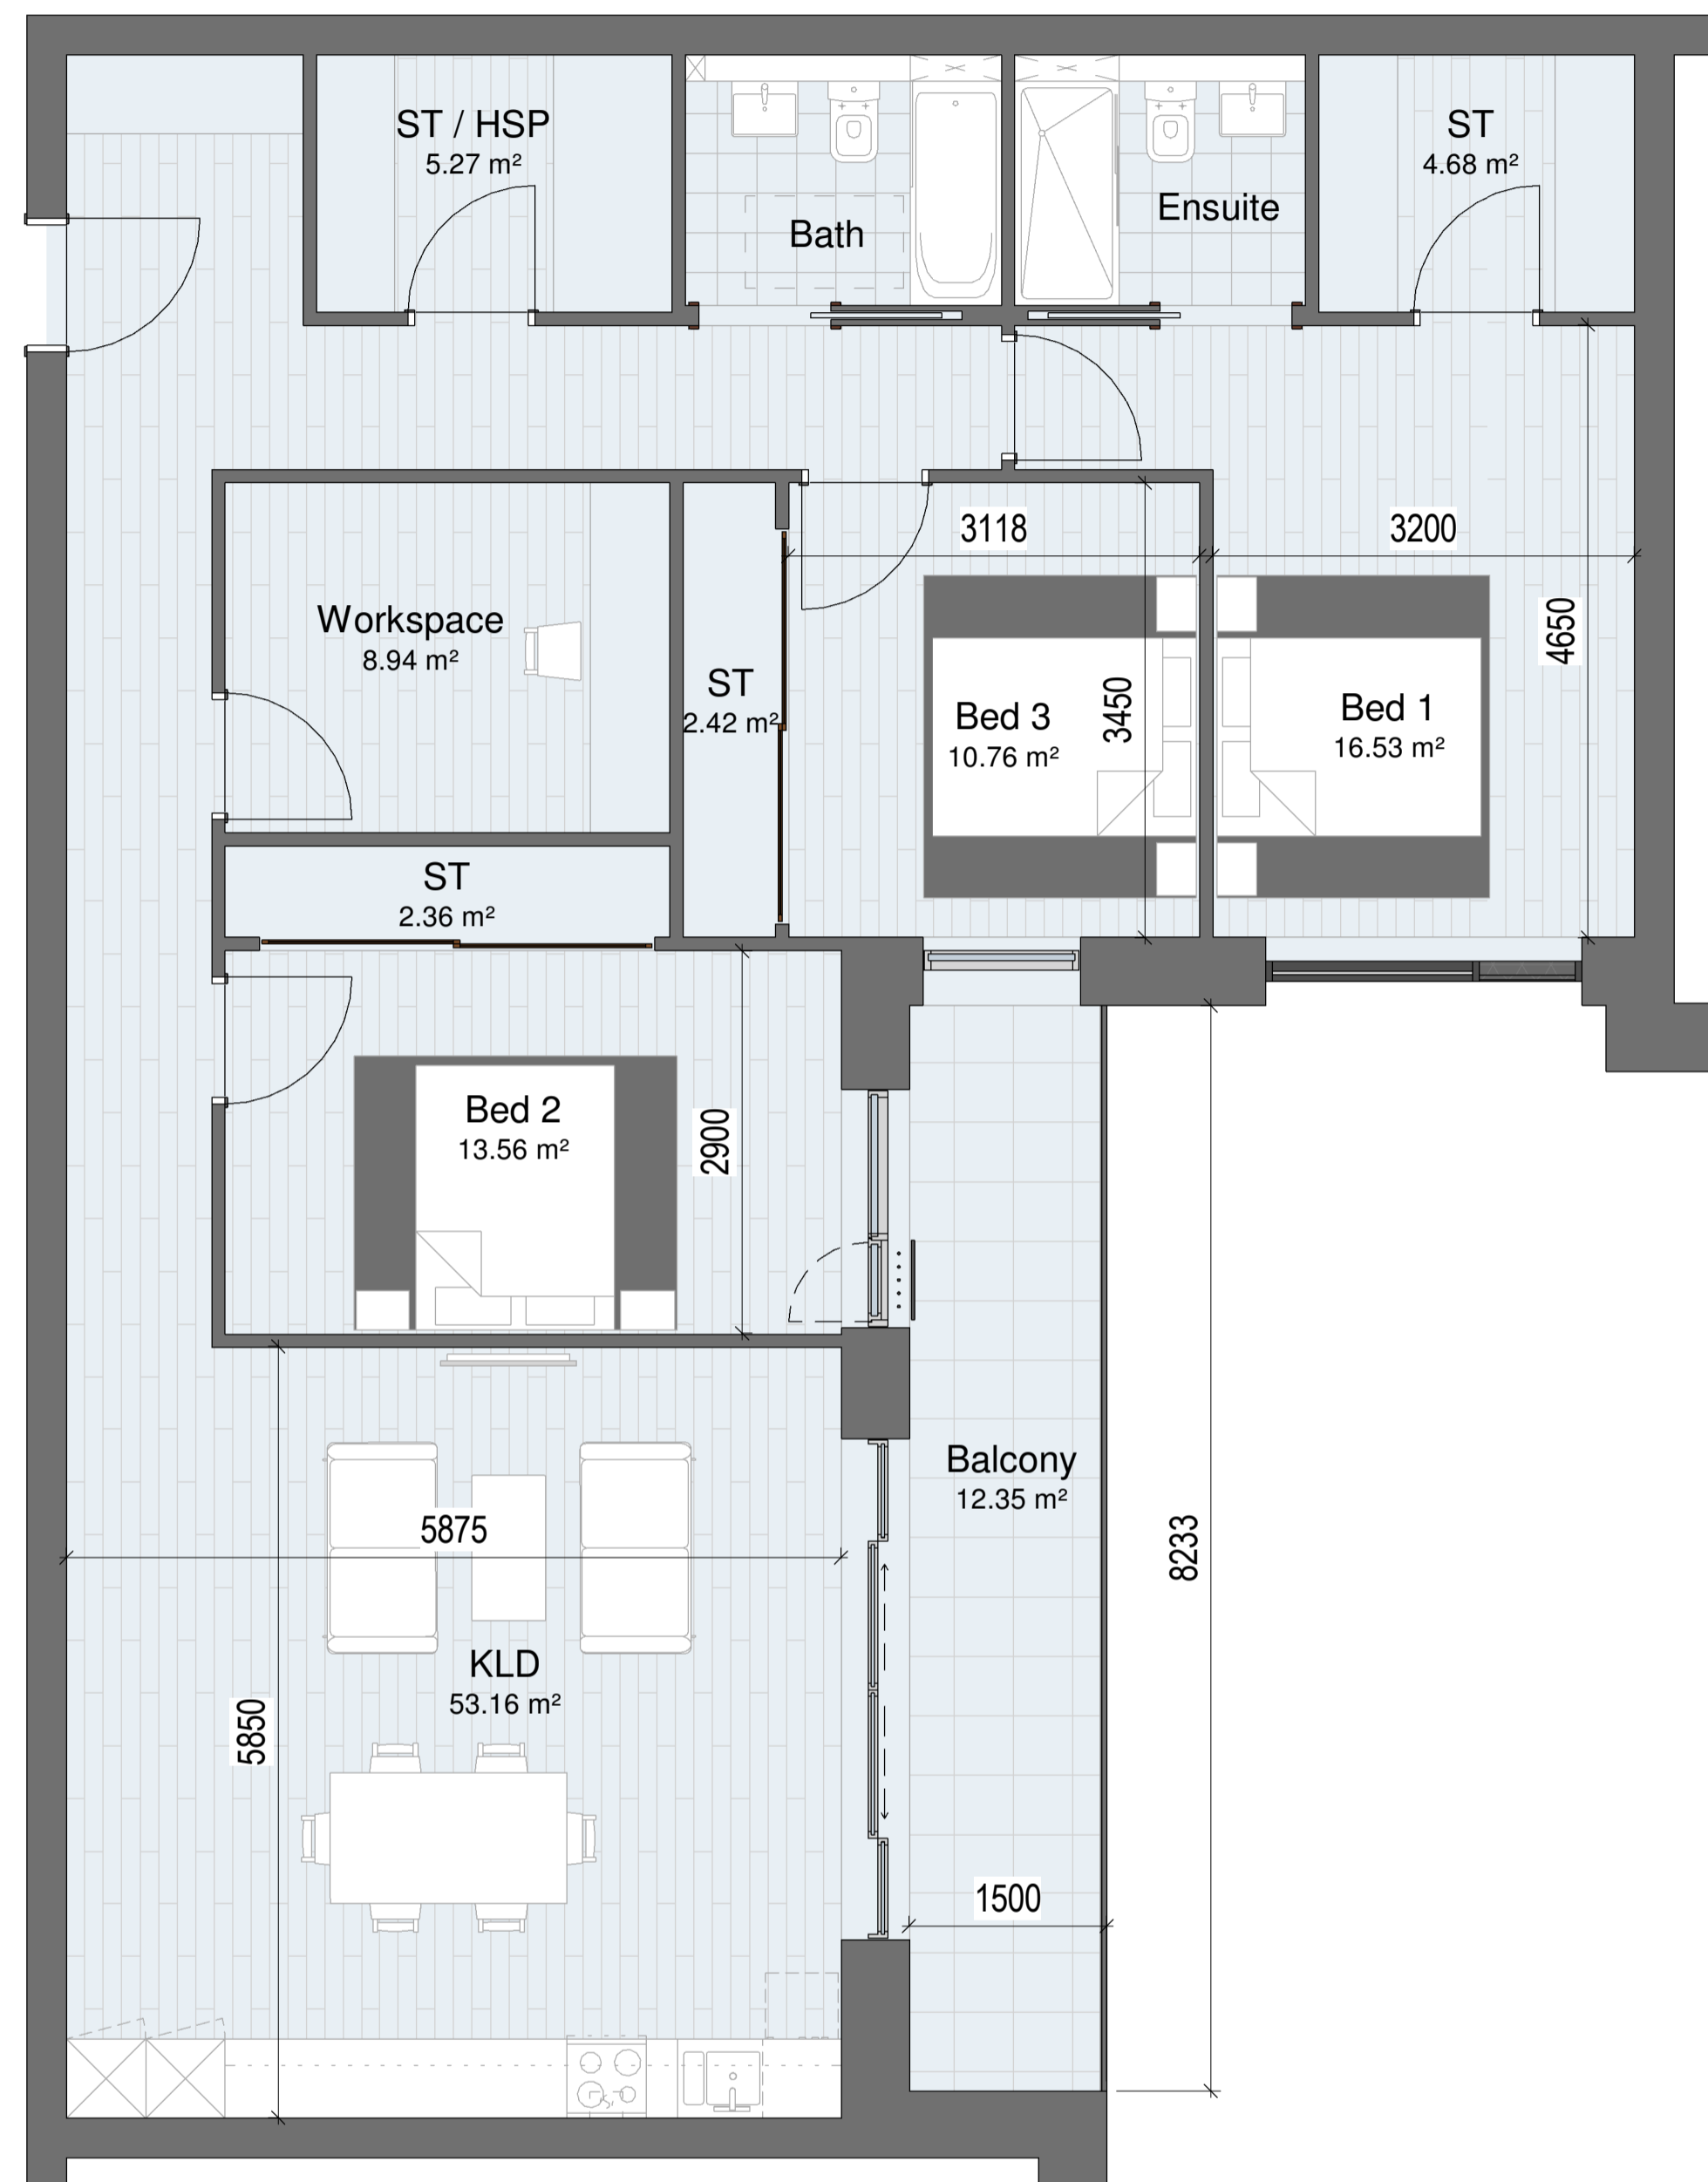 ST / HSP
5.27 m²
Bath
Ensuite
ST
4.68 m²
3118
3200
Workspace
8.94 m²
ST
2.42 m²
Bed 3
10.76 m²
3450
Bed 1
16.53 m²
4650
ST
2.36 m²
Bed 2
13.56 m²
2900
Balcony
12.35 m²
5875
8233
KLD
53.16 m²
5850
1500